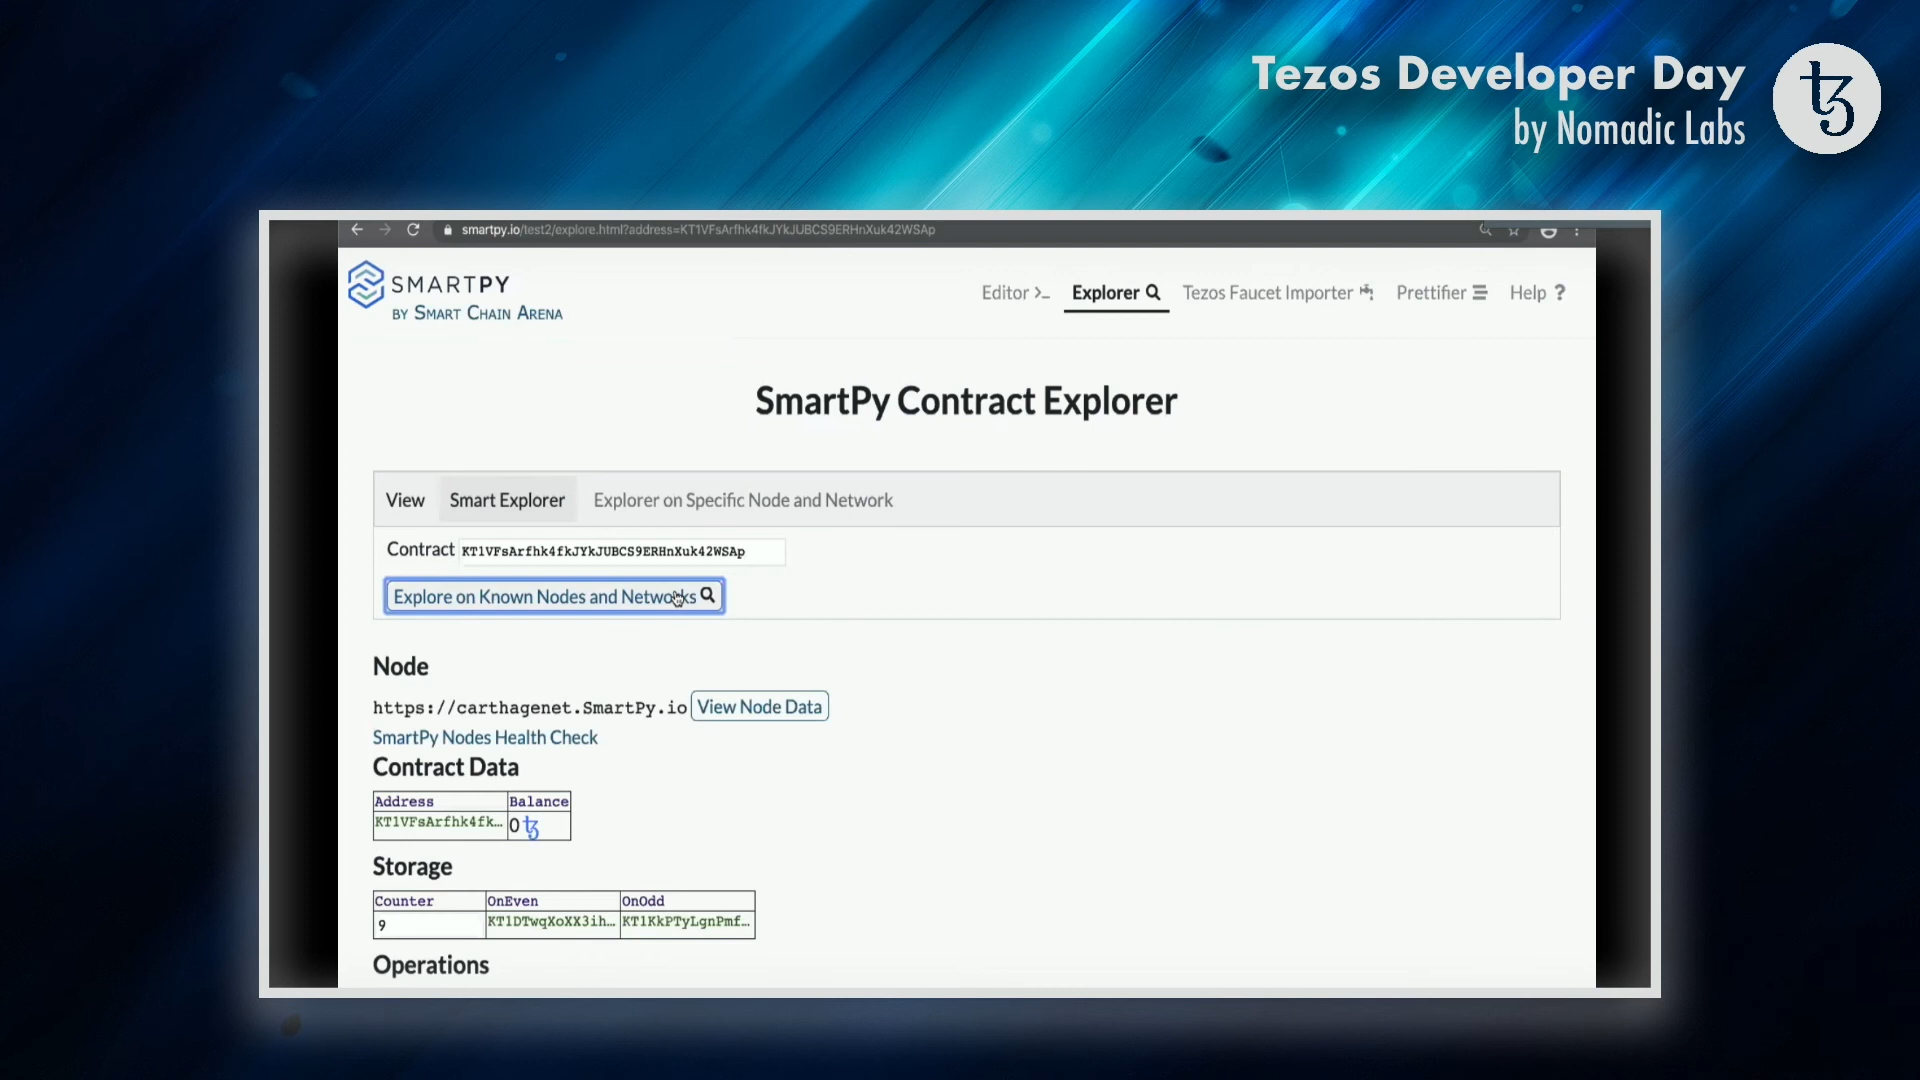 Tezos Developer Day
by Nomadic Labs
smartpy.io/test2/explore.html?address=KT1VFsArfhk4fkJYkJUBCS9ERHnXuk42WSAp
SMARTPY
BY SMART CHAIN ARENA
Editor >_ Explorer Tezos Faucet Importer Prettifier Help ?
SmartPy Contract Explorer
View Smart Explorer Explorer on Specific Node and Network
Contract KT1VFsArfhk4fkJYkJUBCS9ERHnXuk42WSAp
Explore on Known Nodes and Networks
Node
https://carthagenet.SmartPy.io View Node Data
SmartPy Nodes Health Check
Contract Data
Address Balance
KT1VFsArfhk4fk… 0 ꜩ
Storage
Counter OnEven OnOdd
9 KT1DTwqXoXX3ih… KT1KkPTyLgnPmf…
Operations